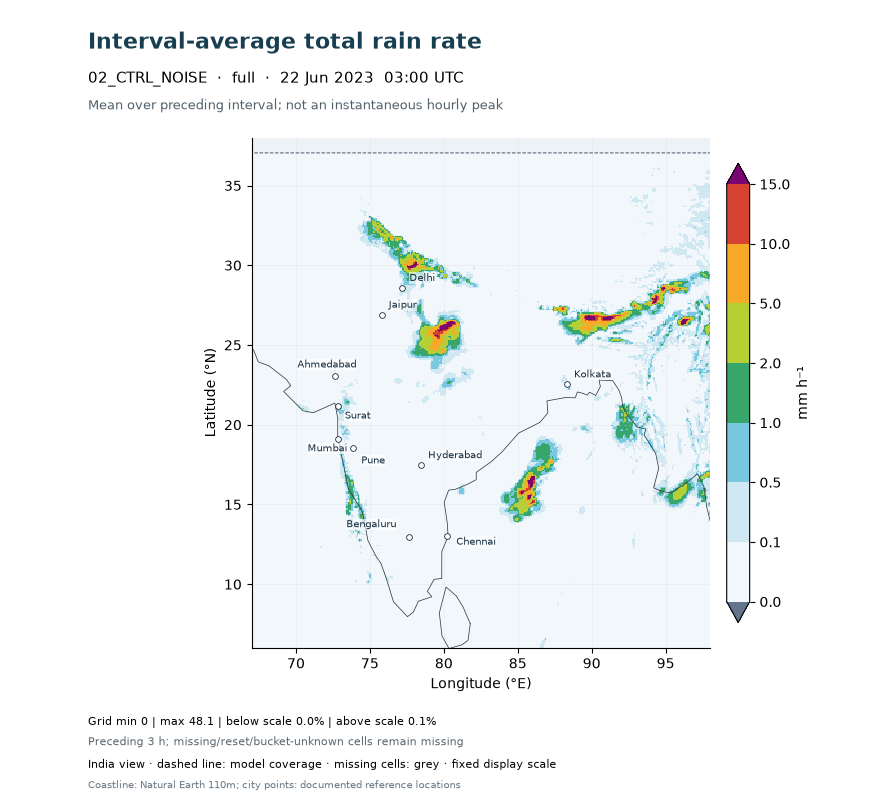 Interval-average total rain rate
02_CTRL_NOISE · full · 22 Jun 2023 03:00 UTC
Mean over preceding interval; not an instantaneous hourly peak
35
30
25
20
15
10
Latitude (°N)
70
75
80
85
90
95
Longitude (°E)
Delhi
Jaipur
Ahmedabad
Kolkata
Surat
Mumbai
Pune
Hyderabad
Bengaluru
Chennai
15.0
10.0
5.0
2.0
1.0
0.5
0.1
0.0
mm h⁻¹
Grid min 0 | max 48.1 | below scale 0.0% | above scale 0.1%
Preceding 3 h; missing/reset/bucket-unknown cells remain missing
India view · dashed line: model coverage · missing cells: grey · fixed display scale
Coastline: Natural Earth 110m; city points: documented reference locations